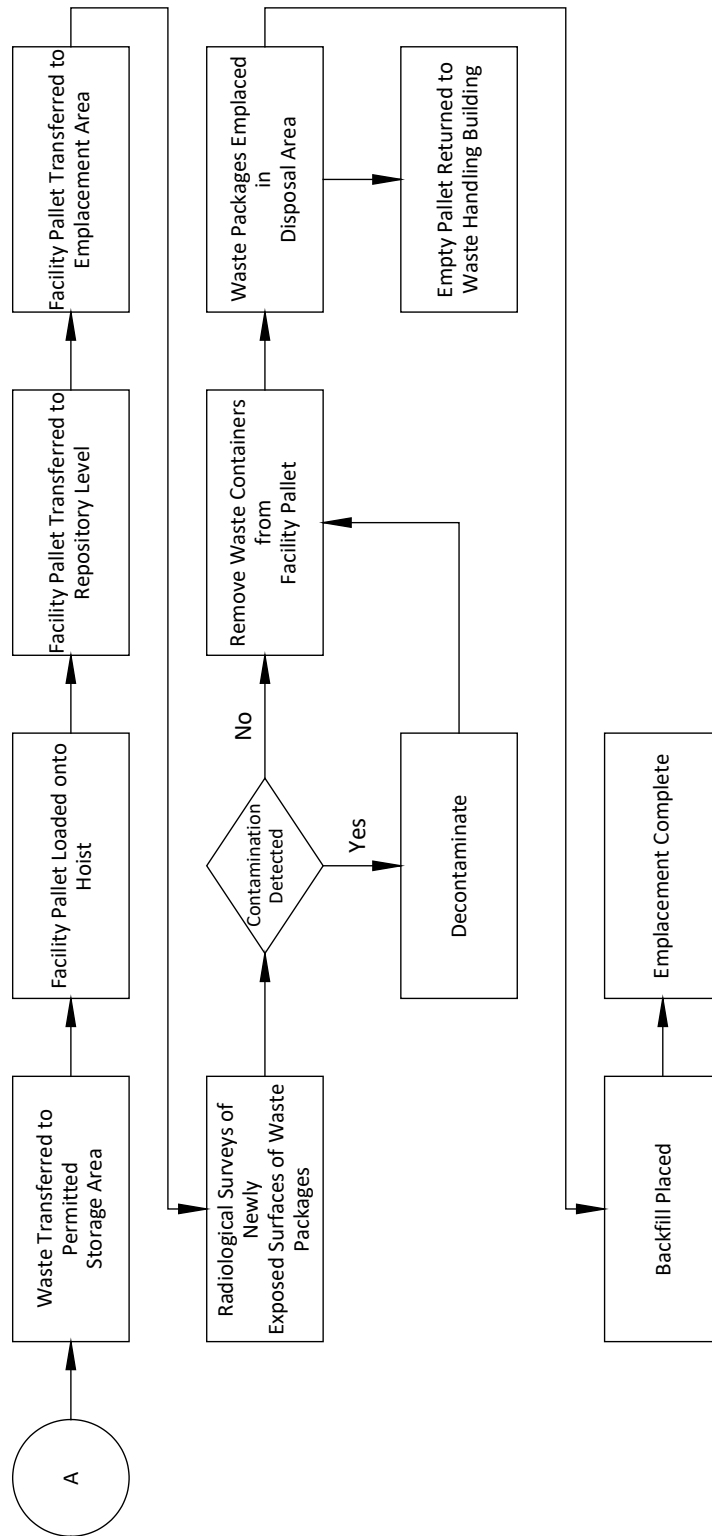 A
Waste Transferred to
Permitted
Storage Area
Facility Pallet Loaded onto
Hoist
Facility Pallet Transferred to
Repository Level
Facility Pallet Transferred to
Emplacement Area
Radiological Surveys of
Newly
Exposed Surfaces of Waste
Packages
Contamination
Detected
No
Yes
Decontaminate
Remove Waste Containers
from
Facility Pallet
Waste Packages Emplaced
in
Disposal Area
Empty Pallet Returned to
Waste Handling Building
Backfill Placed
Emplacement Complete